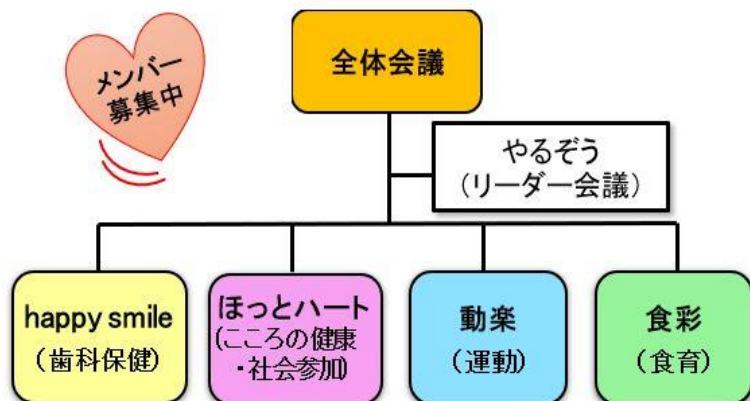 メンバー
募集中
全体会議
やるぞう
（リーダー会議）
happy smile
（歯科保健）
ほっとハート
(こころの健康
・社会参加)
動楽
（運動）
食彩
（食育）